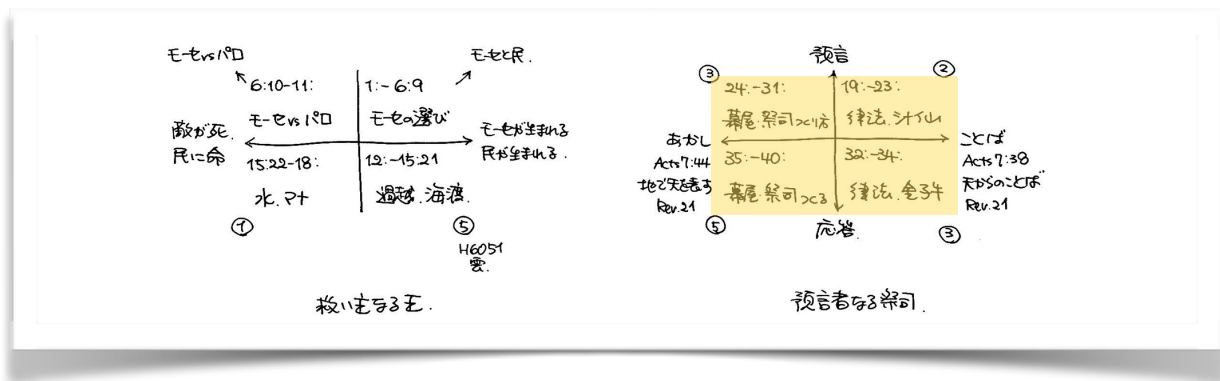 モーセvsパロ
モーセと民.
6:10-11:
1:-6:9
モーセvsパロ
モーセの選び
敵が死.
民に命
モーセが生まれる
民が生まれる.
15:22-18:
12:-15:21
水.マナ
過越.海渡.
①
⑤
H6051
雲.
救い主なる王.
預言
③
②
24:-31:
19:-23:
幕屋.祭司つくり方
律法.シナイ山
あかし
Acts7:44
地で天を表す
Rev.21
ことば
Acts7:38
天からのことば
Rev.21
35:-40:
32:-34:
幕屋.祭司つくる
律法.金子牛
⑤
応答.
③
預言者なる祭司.